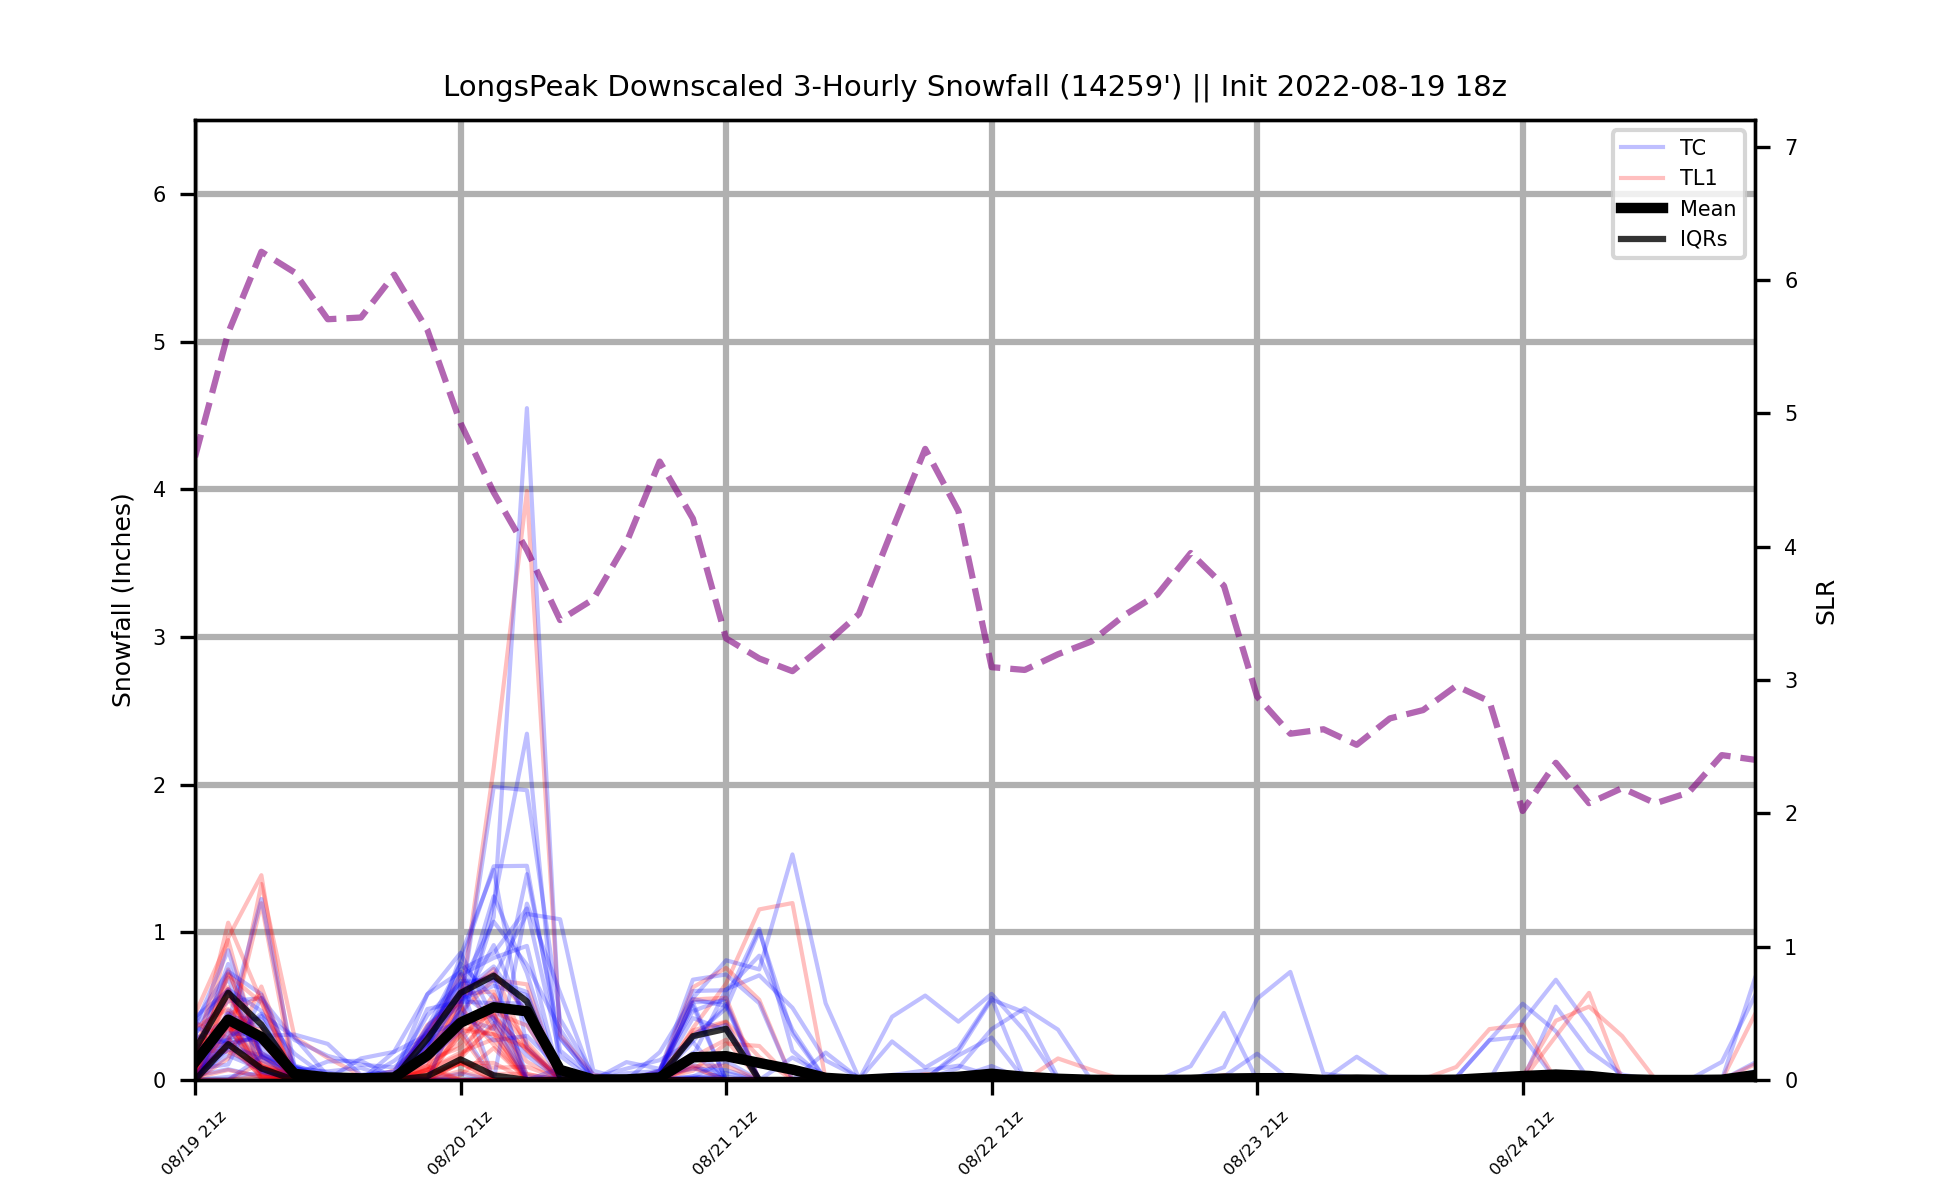 LongsPeak Downscaled 3-Hourly Snowfall (14259') || Init 2022-08-19 18z
TC
TL1
Mean
IQRs
Snowfall (Inches)
6
5
4
3
2
1
0
7
6
5
4
3
2
1
0
SLR
08/19 21z
08/20 21z
08/21 21z
08/22 21z
08/23 21z
08/24 21z